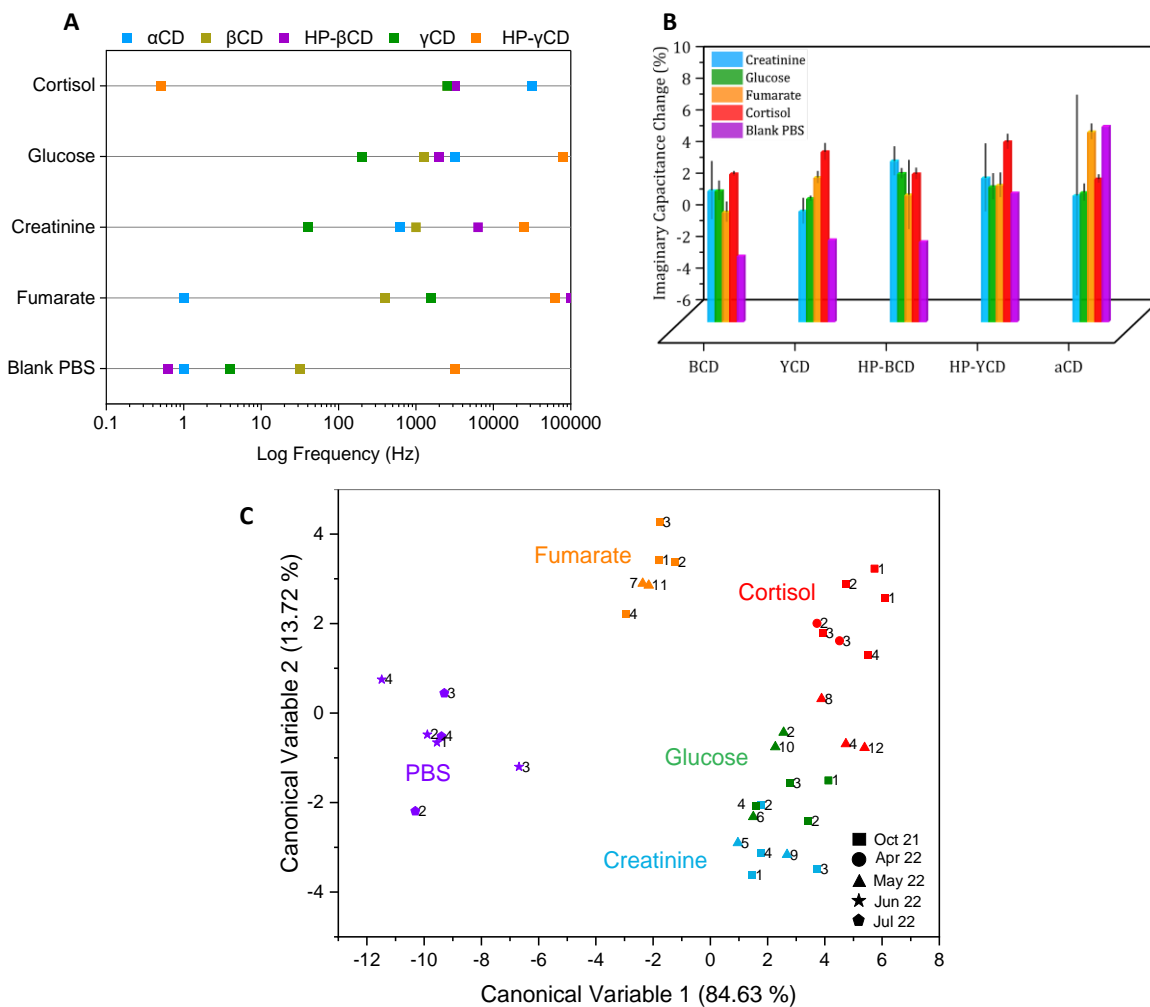 A
αCD βCD HP-βCD γCD HP-γCD
Cortisol
Glucose
Creatinine
Fumarate
Blank PBS
0.1 1 10 100 1000 10000 100000
Log Frequency (Hz)
B
Imaginary Capacitance Change (%)
10
8
6
4
2
0
-2
-4
-6
Creatinine
Glucose
Fumarate
Cortisol
Blank PBS
BCD YCD HP-BCD HP-YCD aCD
C
Canonical Variable 2 (13.72 %)
4
2
0
-2
-4
Fumarate
3
1 2
7 11
4
Cortisol
1
2
1
2
3
3
4
8
4 12
PBS
4
3
2 4
1
3
2
Glucose
2
10
3 1
4 2
6 2
Creatinine
5
4 9
1 3
Oct 21
Apr 22
May 22
Jun 22
Jul 22
-12 -10 -8 -6 -4 -2 0 2 4 6 8
Canonical Variable 1 (84.63 %)